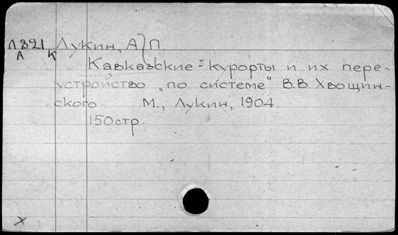 Л821 Лукин, А.П.
А к
Кавказские курорты и их пере-
устройство „по системе" В.В. Хвощин-
ского. М., Лукин, 1904.
150стр.
х